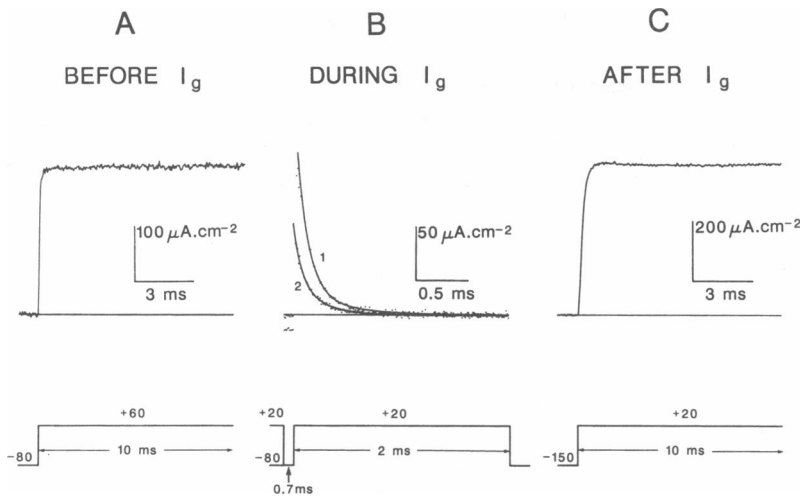 A
BEFORE Ig
100 µA.cm-2
3 ms
-80
+60
10 ms
B
DURING Ig
1
2
50 µA.cm-2
0.5 ms
+20
-80
+20
2 ms
0.7ms
C
AFTER Ig
200 µA.cm-2
3 ms
-150
+20
10 ms